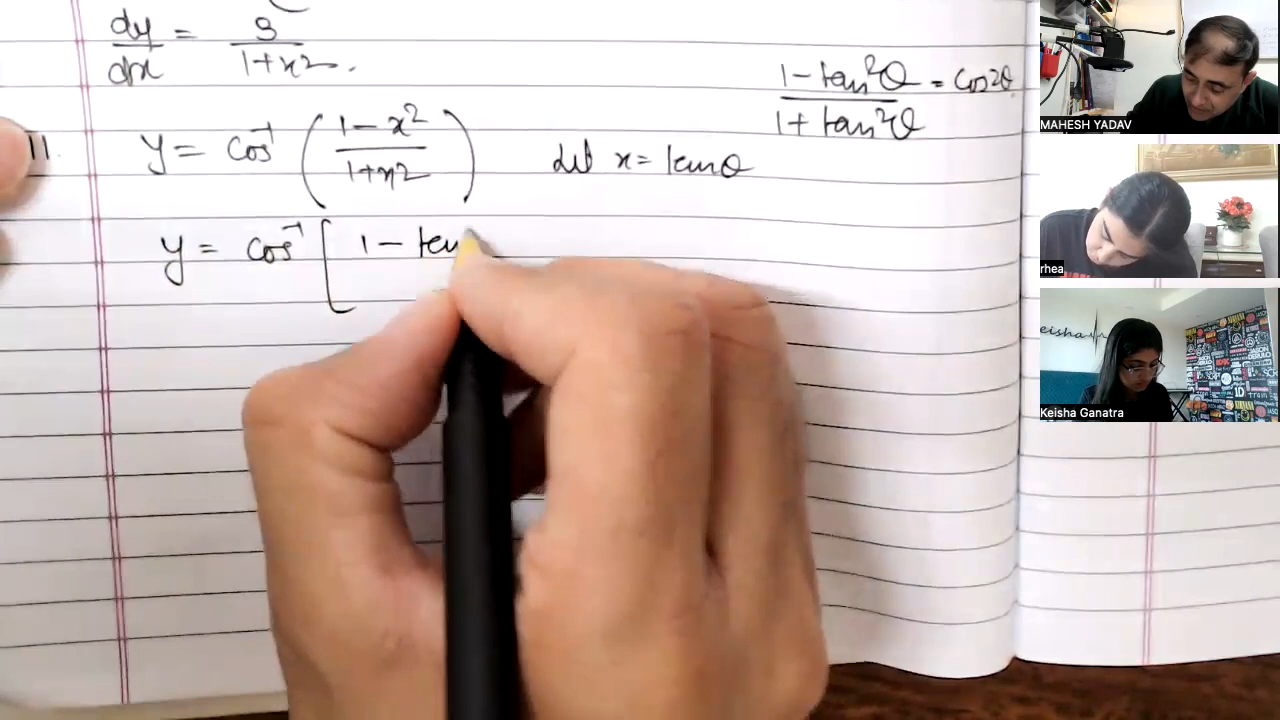 dy/dx = 3/(1+x²).
(1 - tan²θ)/(1 + tan²θ) = Cos2θ.
11. y = Cos⁻¹ ((1 - x²)/(1+x²)) Let x = tanθ
y = Cos⁻¹ [ 1 - tan
MAHESH YADAV
rhea
eisha
Keisha Ganatra